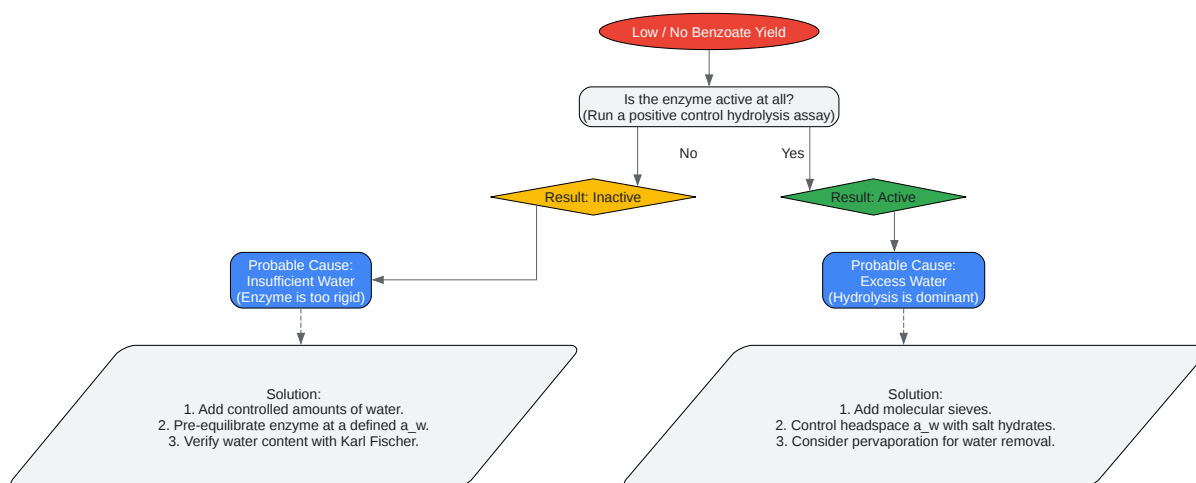 Low / No Benzoate Yield
Is the enzyme active at all?
(Run a positive control hydrolysis assay)
No
Yes
Result: Inactive
Result: Active
Probable Cause:
Insufficient Water
(Enzyme is too rigid)
Probable Cause:
Excess Water
(Hydrolysis is dominant)
Solution:
1. Add controlled amounts of water.
2. Pre-equilibrate enzyme at a defined a_w.
3. Verify water content with Karl Fischer.
Solution:
1. Add molecular sieves.
2. Control headspace a_w with salt hydrates.
3. Consider pervaporation for water removal.